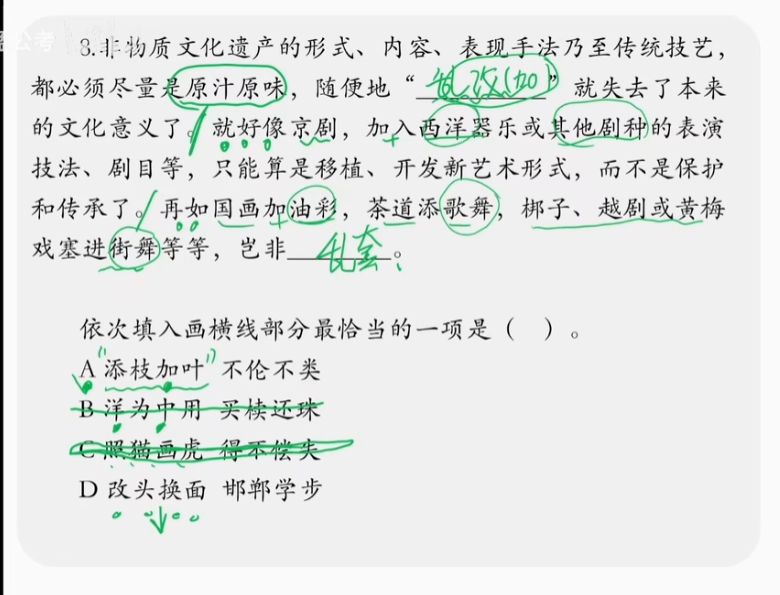 公考
8.非物质文化遗产的形式、内容、表现手法乃至传统技艺，
都必须尽量是原汁原味，随便地“乱改(加)”就失去了本来
的文化意义了。就好像京剧，加入西洋器乐或其他剧种的表演
技法、剧目等，只能算是移植、开发新艺术形式，而不是保护
和传承了。再如国画加油彩，茶道添歌舞，梆子、越剧或黄梅
戏塞进街舞等等，岂非乱套。
依次填入画横线部分最恰当的一项是（ ）。
A“添枝加叶”不伦不类
B 洋为中用 买椟还珠
C 照猫画虎 得不偿失
D 改头换面 邯郸学步